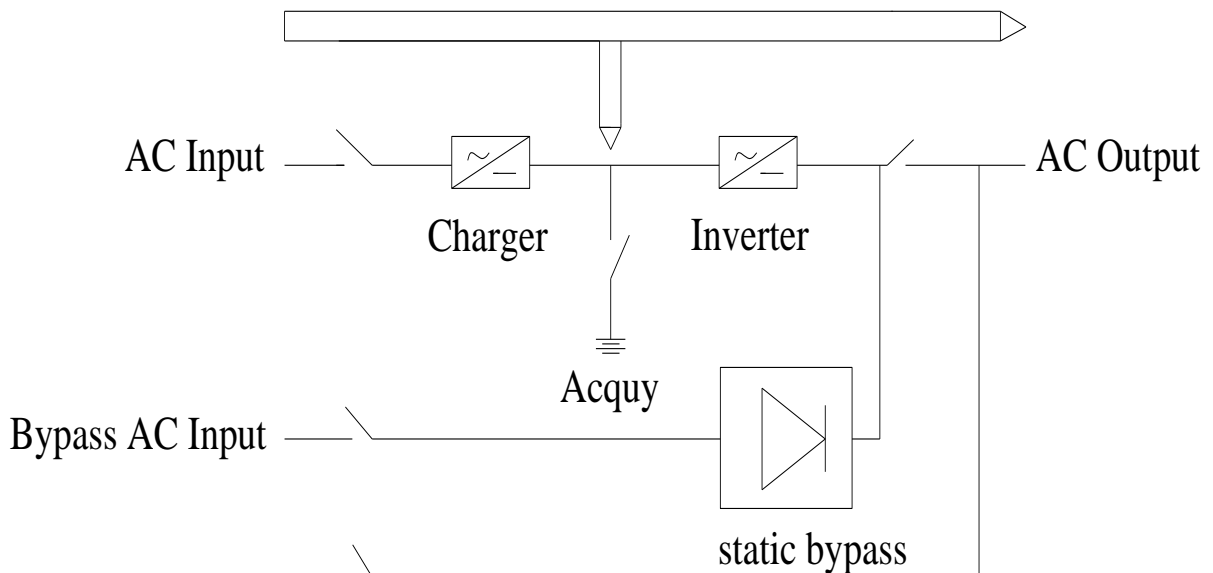 AC Input
AC Output
Charger
Inverter
Acquy
Bypass AC Input
static bypass